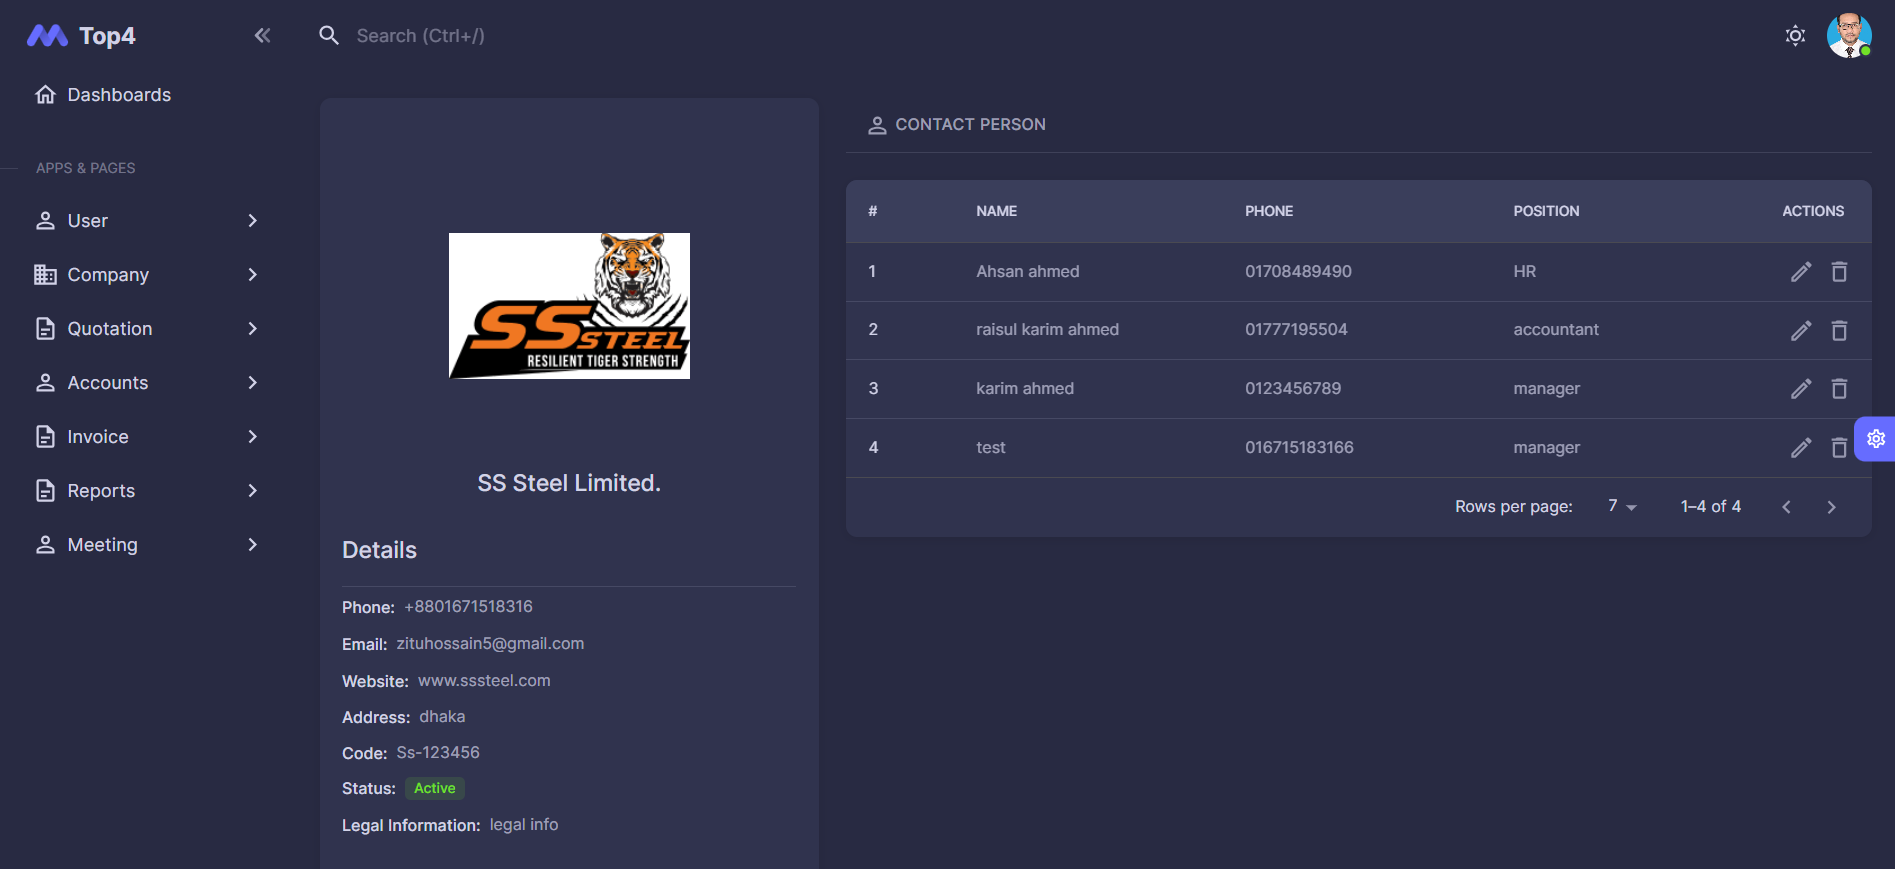 Top4
Search (Ctrl+/)
Dashboards
APPS & PAGES
User
Company
Quotation
Accounts
Invoice
Reports
Meeting
SS STEEL
RESILIENT TIGER STRENGTH
SS Steel Limited.
Details
Phone: +8801671518316
Email: zituhossain5@gmail.com
Website: www.sssteel.com
Address: dhaka
Code: Ss-123456
Status: Active
Legal Information: legal info
CONTACT PERSON
# NAME PHONE POSITION ACTIONS
1 Ahsan ahmed 01708489490 HR
2 raisul karim ahmed 01777195504 accountant
3 karim ahmed 0123456789 manager
4 test 016715183166 manager
Rows per page: 7 1–4 of 4